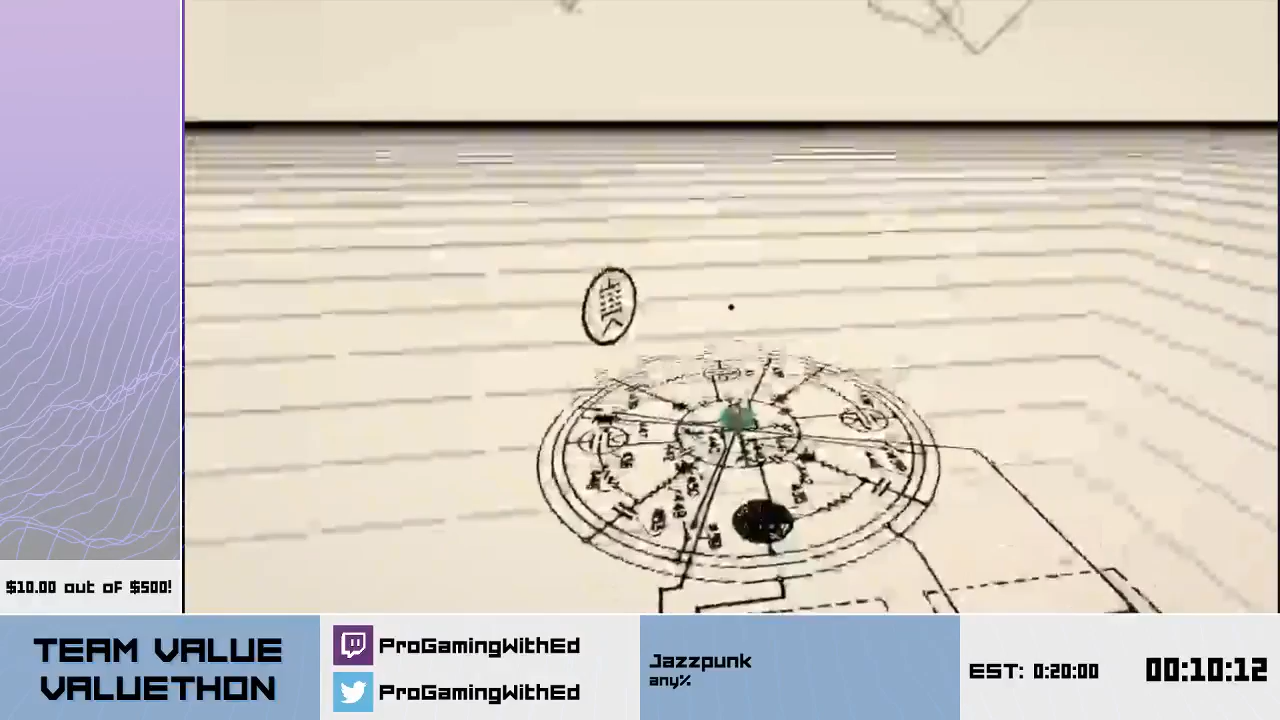 $10.00 out of $500!
TEAM VALUE
VALUETHON
ProGamingWithEd
ProGamingWithEd
Jazzpunk
any%
EST: 0:20:00
00:10:12